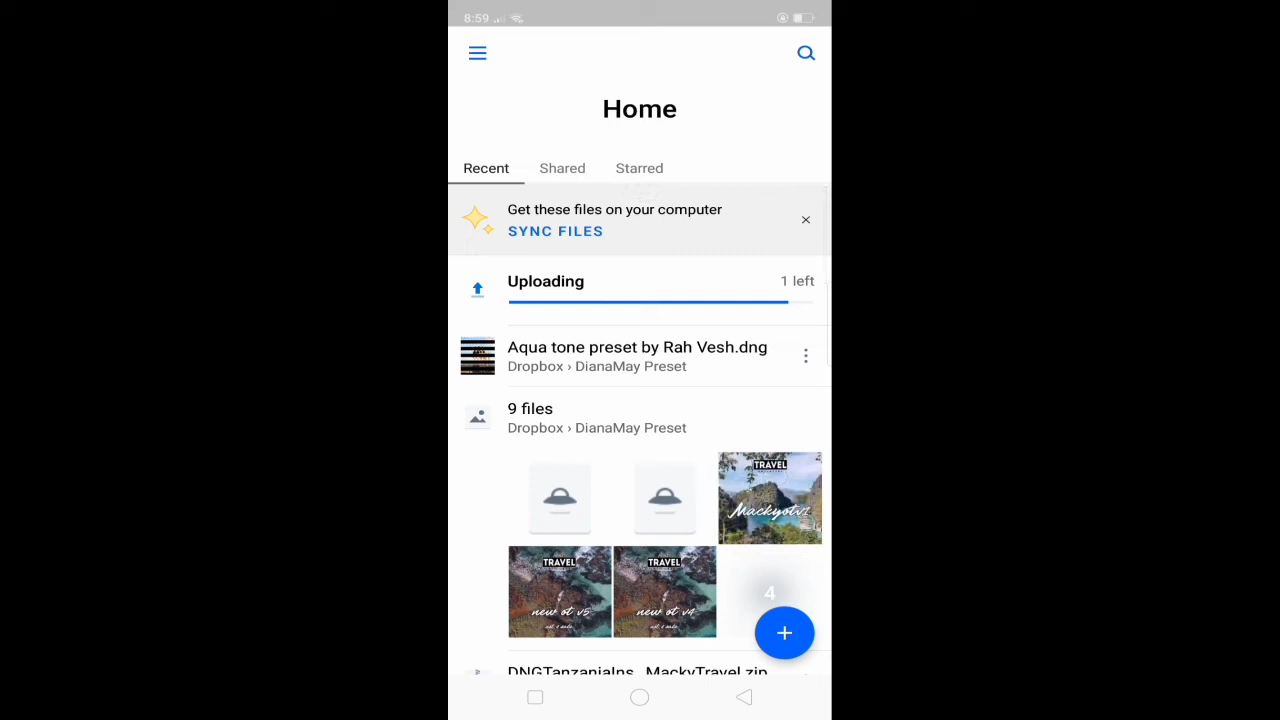 8:59
Home
Recent Shared Starred
Get these files on your computer
SYNC FILES
Uploading 1 left
Aqua tone preset by Rah Vesh.dng
Dropbox › DianaMay Preset
9 files
Dropbox › DianaMay Preset
TRAVEL
Mackyotv1
TRAVEL
new ot v5
TRAVEL
new ot v4
4
+
DNGTanzaniaIns...MackyTravel.zip